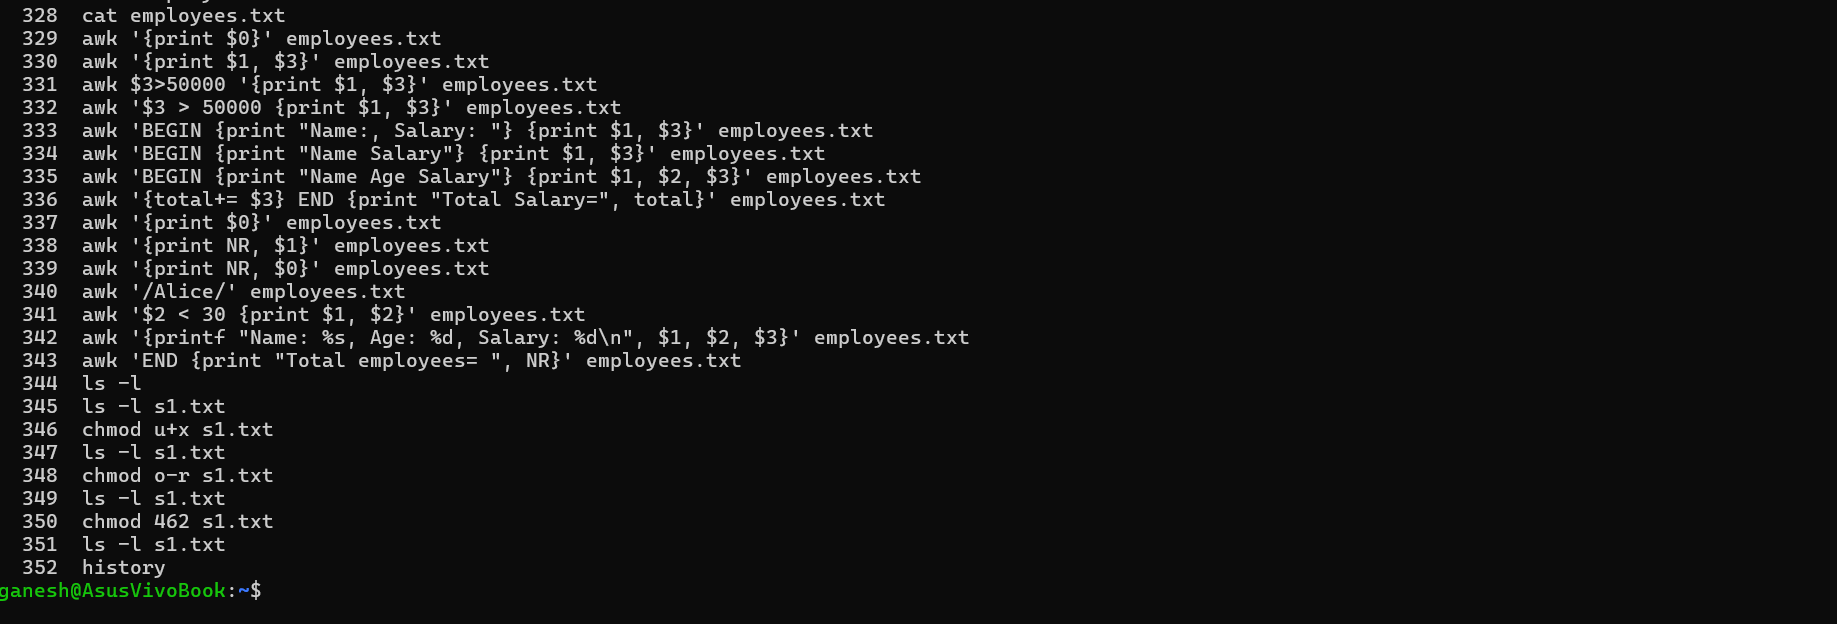 328 cat employees.txt
329 awk '{print $0}' employees.txt
330 awk '{print $1, $3}' employees.txt
331 awk $3>50000 '{print $1, $3}' employees.txt
332 awk '$3 > 50000 {print $1, $3}' employees.txt
333 awk 'BEGIN {print "Name:, Salary: "} {print $1, $3}' employees.txt
334 awk 'BEGIN {print "Name Salary"} {print $1, $3}' employees.txt
335 awk 'BEGIN {print "Name Age Salary"} {print $1, $2, $3}' employees.txt
336 awk '{total+= $3} END {print "Total Salary=", total}' employees.txt
337 awk '{print $0}' employees.txt
338 awk '{print NR, $1}' employees.txt
339 awk '{print NR, $0}' employees.txt
340 awk '/Alice/' employees.txt
341 awk '$2 < 30 {print $1, $2}' employees.txt
342 awk '{printf "Name: %s, Age: %d, Salary: %d\n", $1, $2, $3}' employees.txt
343 awk 'END {print "Total employees= ", NR}' employees.txt
344 ls -l
345 ls -l s1.txt
346 chmod u+x s1.txt
347 ls -l s1.txt
348 chmod o-r s1.txt
349 ls -l s1.txt
350 chmod 462 s1.txt
351 ls -l s1.txt
352 history
ganesh@AsusVivoBook:~$